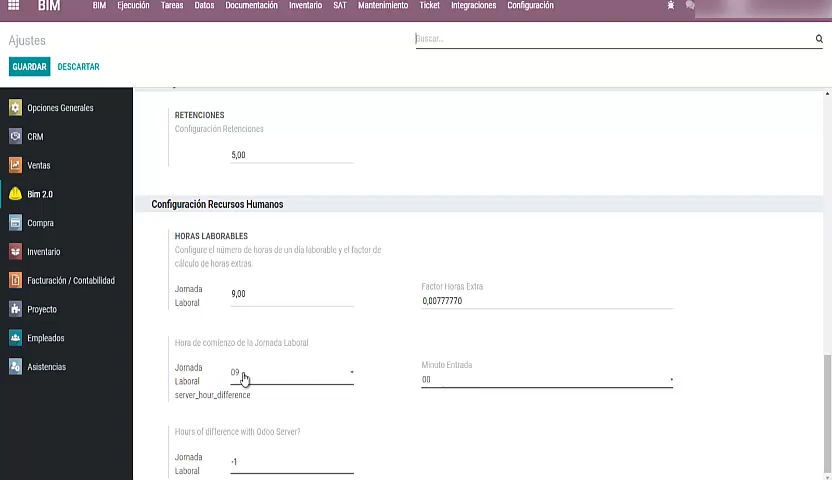 BIM BIM Ejecución Tareas Datos Documentación Inventario SAT Mantenimiento Ticket Integraciones Configuración
Ajustes
Buscar...
GUARDAR DESCARTAR
Opciones Generales
CRM
Ventas
Bim 2.0
Compra
Inventario
Facturación / Contabilidad
Proyecto
Empleados
Asistencias
RETENCIONES
Configuración Retenciones
5,00
Configuración Recursos Humanos
HORAS LABORABLES
Configure el número de horas de un día laborable y el factor de
cálculo de horas extras.
Jornada
Laboral
9,00
Factor Horas Extra
0,00777770
Hora de comienzo de la Jornada Laboral
Jornada
Laboral
09
Minuto Entrada
00
server_hour_difference
Hours of difference with Odoo Server?
Jornada
Laboral
-1